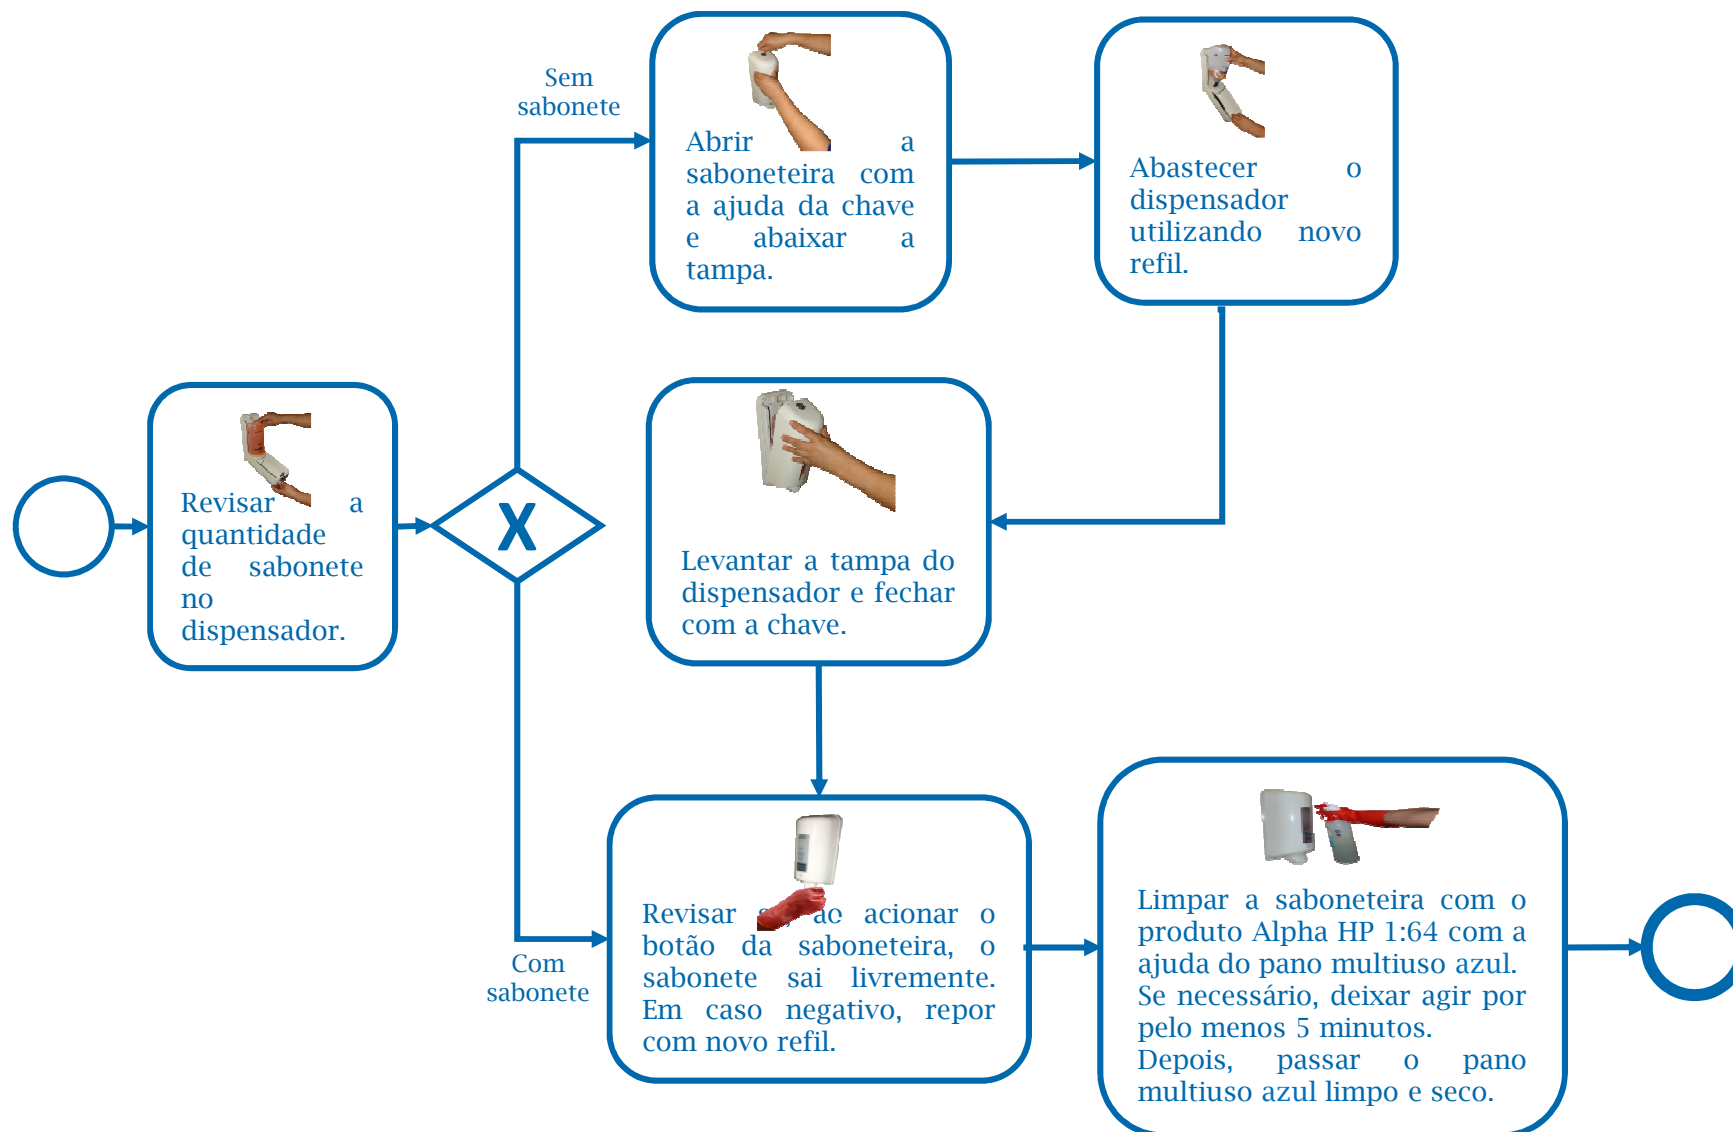 Revisar a
quantidade
de sabonete
no
dispensador.
X
Sem
sabonete
Abrir a
saboneteira com
a ajuda da chave
e abaixar a
tampa.
Abastecer o
dispensador
utilizando novo
refil.
Levantar a tampa do
dispensador e fechar
com a chave.
Com
sabonete
Revisar ao acionar o
botão da saboneteira, o
sabonete sai livremente.
Em caso negativo, repor
com novo refil.
Limpar a saboneteira com o
produto Alpha HP 1:64 com a
ajuda do pano multiuso azul.
Se necessário, deixar agir por
pelo menos 5 minutos.
Depois, passar o pano
multiuso azul limpo e seco.